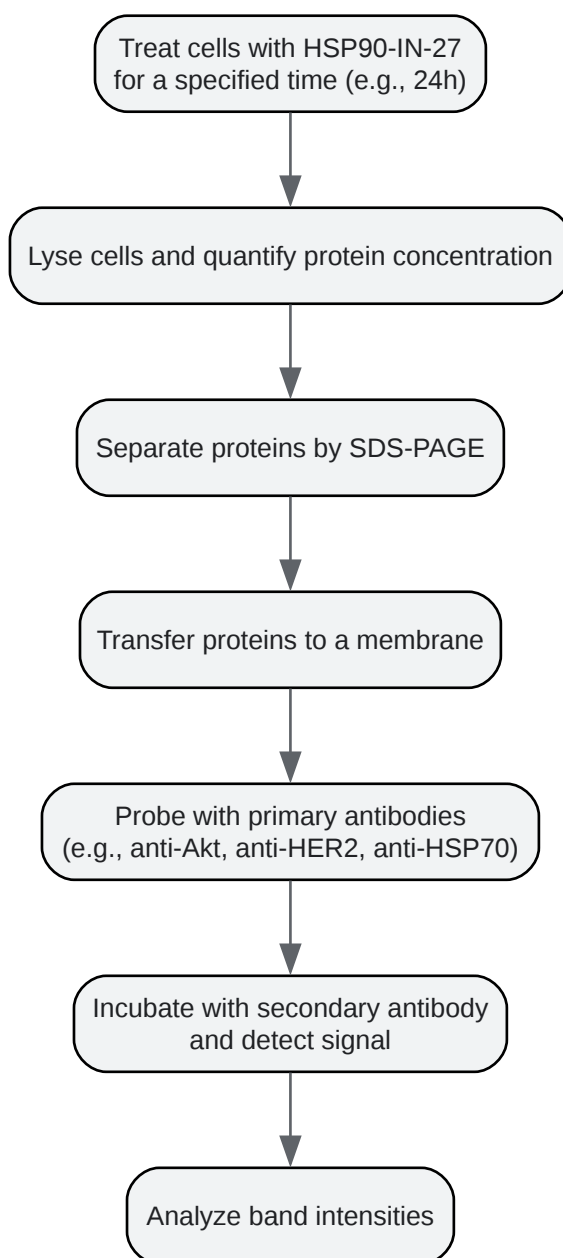 Treat cells with HSP90-IN-27
for a specified time (e.g., 24h)
Lyse cells and quantify protein concentration
Separate proteins by SDS-PAGE
Transfer proteins to a membrane
Probe with primary antibodies
(e.g., anti-Akt, anti-HER2, anti-HSP70)
Incubate with secondary antibody
and detect signal
Analyze band intensities